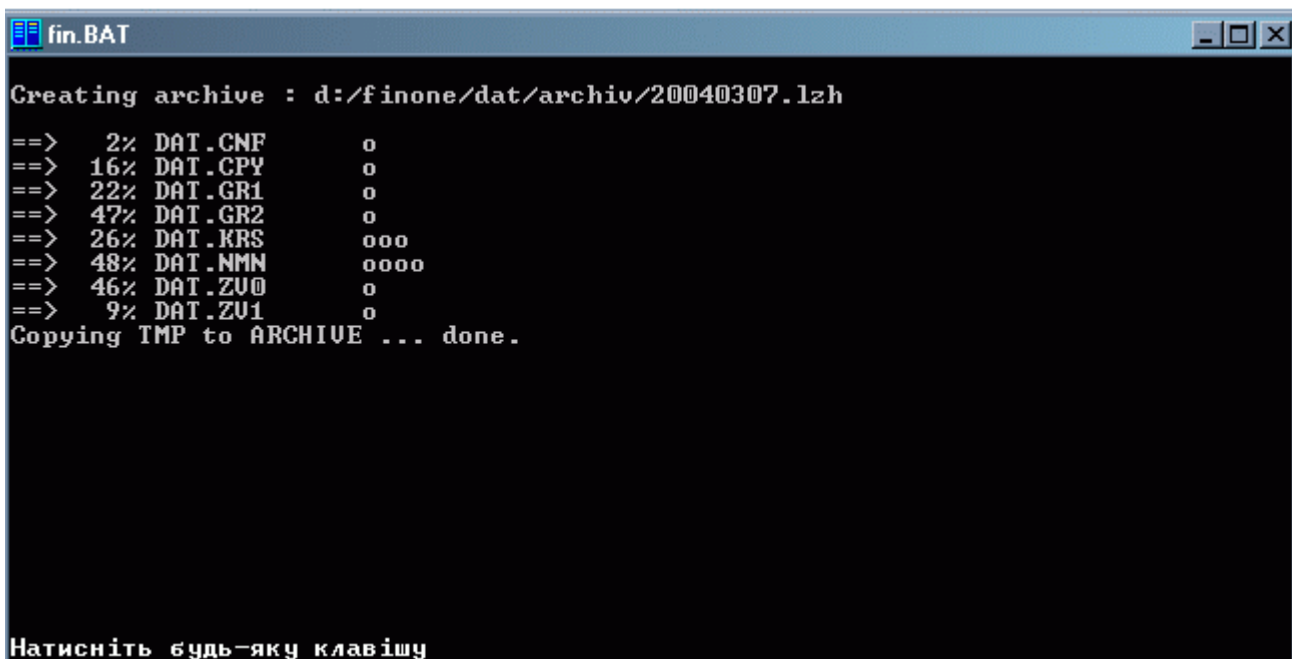 fin.BAT
Creating archive : d:/finone/dat/archiv/20040307.lzh
==>   2% DAT.CNF      o
==>  16% DAT.CPY      o
==>  22% DAT.GR1      o
==>  47% DAT.GR2      o
==>  26% DAT.KRS      ooo
==>  48% DAT.NMN      oooo
==>  46% DAT.ZV0      o
==>   9% DAT.ZV1      o
Copying TMP to ARCHIVE ... done.
Натисніть будь-яку клавішу